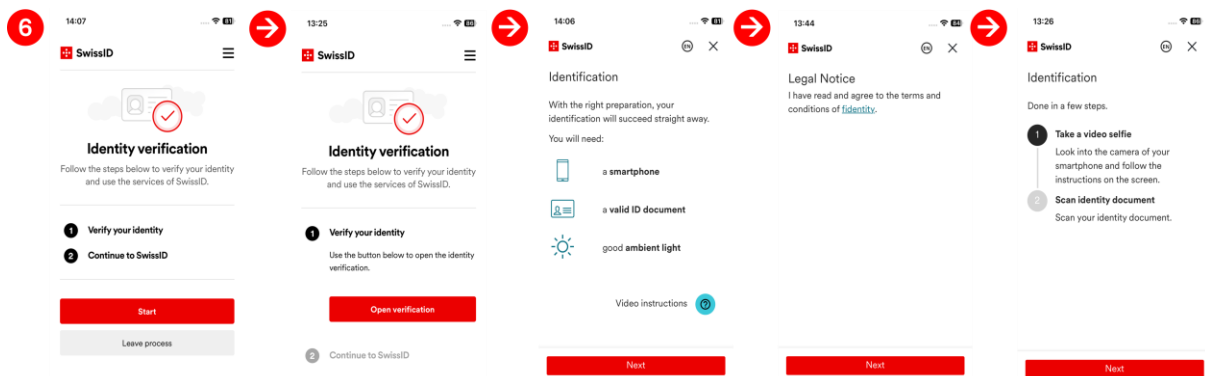 6
14:07
81
SwissID
Identity verification
Follow the steps below to verify your identity
and use the services of SwissID.
1 Verify your identity
2 Continue to SwissID
Start
Leave process
13:25
SwissID
Identity verification
Follow the steps below to verify your identity
and use the services of SwissID.
1 Verify your identity
Use the button below to open the identity
verification.
Open verification
2 Continue to SwissID
14:06
81
SwissID
EN
Identification
With the right preparation, your
identification will succeed straight away.
You will need:
a smartphone
a valid ID document
good ambient light
Video instructions ?
Next
13:44
84
SwissID
EN
Legal Notice
I have read and agree to the terms and
conditions of fidentity.
Next
13:26
SwissID
EN
Identification
Done in a few steps.
1 Take a video selfie
Look into the camera of your
smartphone and follow the
instructions on the screen.
2 Scan identity document
Scan your identity document.
Next